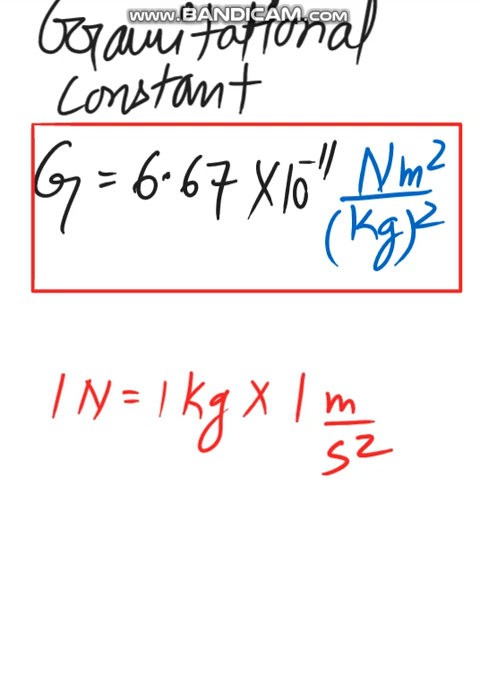 www.BANDICAM.com
Gravitational
constant
G = 6.67 × 10⁻¹¹ Nm²/(kg)²
1 N = 1 kg × 1 m/s²